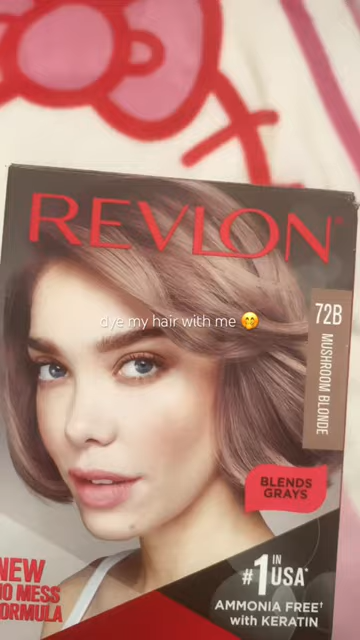 REVLON®
dye my hair with me 🤭
72B
MUSHROOM BLONDE
BLENDS
GRAYS
NEW
NO MESS
FORMULA
#1 IN USA*
AMMONIA FREE†
with KERATIN